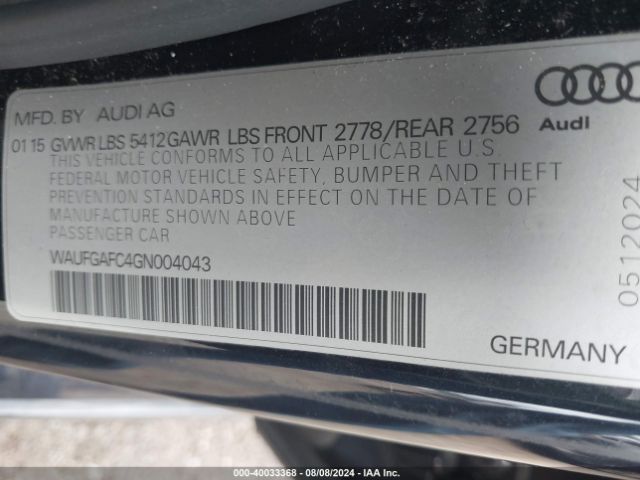 MFD. BY AUDI AG
01 15 GVWR LBS 5412 GAWR LBS FRONT 2778/REAR 2756
Audi
THIS VEHICLE CONFORMS TO ALL APPLICABLE U.S.
FEDERAL MOTOR VEHICLE SAFETY, BUMPER AND THEFT
PREVENTION STANDARDS IN EFFECT ON THE DATE OF
MANUFACTURE SHOWN ABOVE
PASSENGER CAR
WAUFGAFC4GN004043
GERMANY
0512024
000-40033368 - 08/08/2024 - IAA Inc.